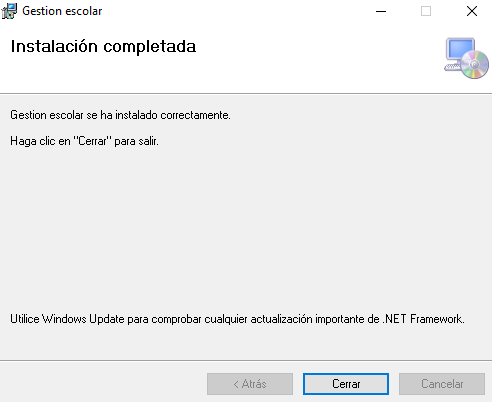 Gestion escolar
Instalación completada
Gestion escolar se ha instalado correctamente.
Haga clic en "Cerrar" para salir.
Utilice Windows Update para comprobar cualquier actualización importante de .NET Framework.
< Atrás
Cerrar
Cancelar